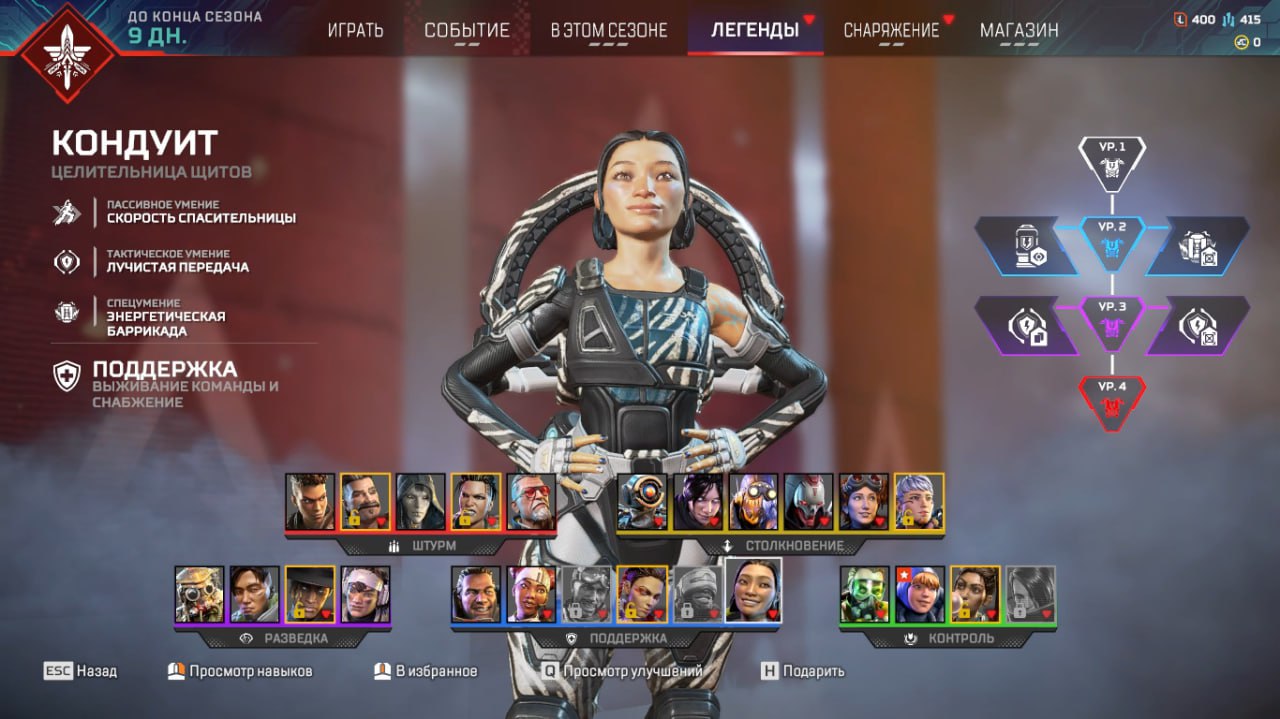 ДО КОНЦА СЕЗОНА
9 ДН.
ИГРАТЬ
СОБЫТИЕ
В ЭТОМ СЕЗОНЕ
ЛЕГЕНДЫ
СНАРЯЖЕНИЕ
МАГАЗИН
400
415
0
КОНДУИТ
ЦЕЛИТЕЛЬНИЦА ЩИТОВ
ПАССИВНОЕ УМЕНИЕ
СКОРОСТЬ СПАСИТЕЛЬНИЦЫ
ТАКТИЧЕСКОЕ УМЕНИЕ
ЛУЧИСТАЯ ПЕРЕДАЧА
СПЕЦУМЕНИЕ
ЭНЕРГЕТИЧЕСКАЯ
БАРРИКАДА
ПОДДЕРЖКА
ВЫЖИВАНИЕ КОМАНДЫ И
СНАБЖЕНИЕ
УР. 1
УР. 2
УР. 3
УР. 4
ШТУРМ
СТОЛКНОВЕНИЕ
РАЗВЕДКА
ПОДДЕРЖКА
КОНТРОЛЬ
ESC Назад
Просмотр навыков
В избранное
Q Просмотр улучшений
H Подарить